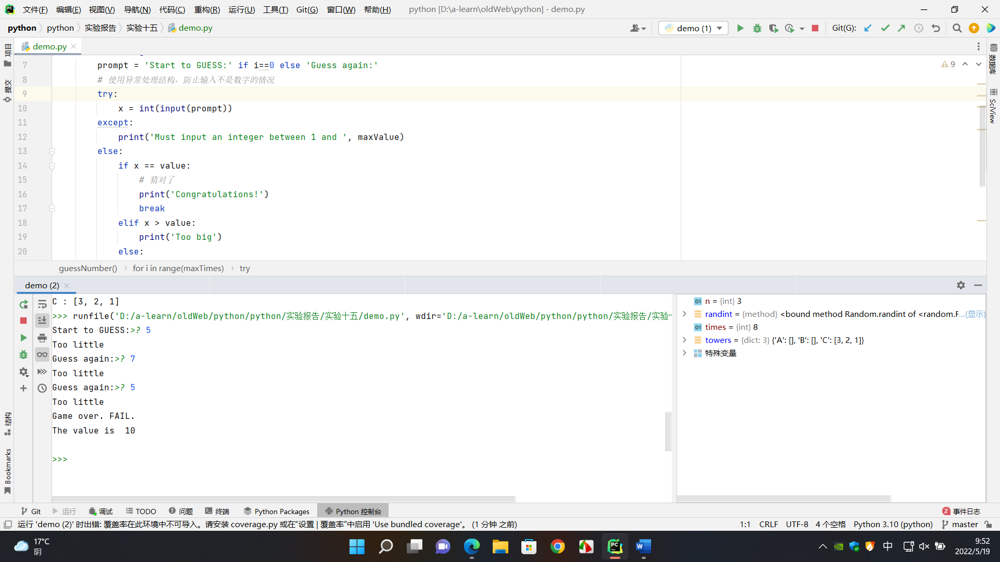 文件(F) 编辑(E) 视图(V) 导航(N) 代码(C) 重构(R) 运行(U) 工具(T) Git(G) 窗口(W) 帮助(H) python [D:\a-learn\oldWeb\python] - demo.py
python python 实验报告 实验十五 demo.py demo (1) Git(G):
demo.py
7 prompt = 'Start to GUESS:' if i==0 else 'Guess again:'
8 # 使用异常处理结构，防止输入不是数字的情况
9 try:
10 x = int(input(prompt))
11 except:
12 print('Must input an integer between 1 and ', maxValue)
13 else:
14 if x == value:
15 # 猜对了
16 print('Congratulations!')
17 break
18 elif x > value:
19 print('Too big')
20 else:
9
guessNumber() for i in range(maxTimes) try
demo (2)
C : [3, 2, 1]
>>> runfile('D:/a-learn/oldWeb/python/python/实验报告/实验十五/demo.py', wdir='D:/a-learn/oldWeb/python/python/实验报告/实验
Start to GUESS:>? 5
Too little
Guess again:>? 7
Too little
Guess again:>? 5
Too little
Game over. FAIL.
The value is  10
>>>
n = {int} 3
randint = {method} <bound method Random.randint of <random.F...(显示)
times = {int} 8
towers = {dict: 3} {'A': [], 'B': [], 'C': [3, 2, 1]}
特殊变量
项目
提交
结构
Bookmarks
数据库
SciView
Git 运行 调试 TODO 问题 终端 Python Packages Python 控制台 2 事件日志
运行 'demo (2)' 时出错: 覆盖率在此环境中不可导入。请安装 coverage.py 或在"设置 | 覆盖率"中启用 'Use bundled coverage'。 (1 分钟 之前) 1:1 CRLF UTF-8 4 个空格 Python 3.10 (python) master
17°C
阴
中
9:52
2022/5/19